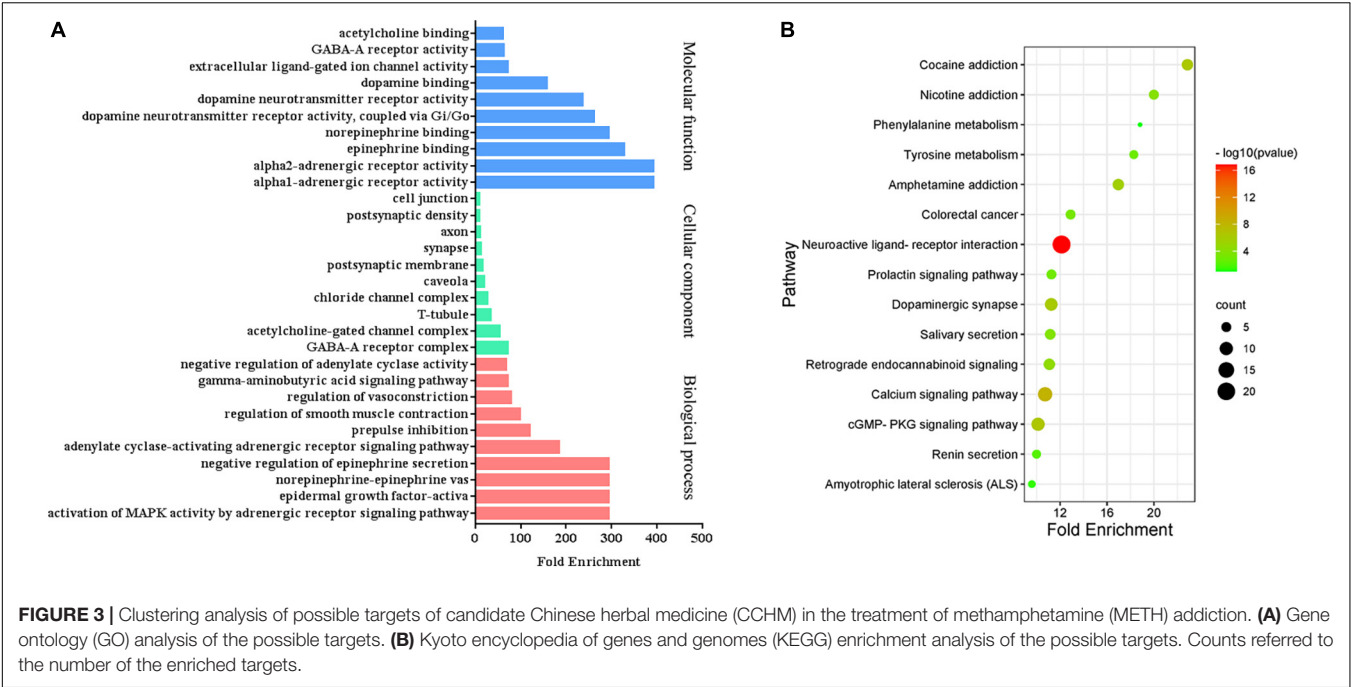 A
acetylcholine binding
GABA-A receptor activity
extracellular ligand-gated ion channel activity
dopamine binding
dopamine neurotransmitter receptor activity
dopamine neurotransmitter receptor activity, coupled via Gi/Go
norepinephrine binding
epinephrine binding
alpha2-adrenergic receptor activity
alpha1-adrenergic receptor activity
cell junction
postsynaptic density
axon
synapse
postsynaptic membrane
caveola
chloride channel complex
T-tubule
acetylcholine-gated channel complex
GABA-A receptor complex
negative regulation of adenylate cyclase activity
gamma-aminobutyric acid signaling pathway
regulation of vasoconstriction
regulation of smooth muscle contraction
prepulse inhibition
adenylate cyclase-activating adrenergic receptor signaling pathway
negative regulation of epinephrine secretion
norepinephrine-epinephrine vas
epidermal growth factor-activa
activation of MAPK activity by adrenergic receptor signaling pathway
Molecular function
Cellular component
Biological process
0 100 200 300 400 500
Fold Enrichment
B
Pathway
Cocaine addiction
Nicotine addiction
Phenylalanine metabolism
Tyrosine metabolism
Amphetamine addiction
Colorectal cancer
Neuroactive ligand- receptor interaction
Prolactin signaling pathway
Dopaminergic synapse
Salivary secretion
Retrograde endocannabinoid signaling
Calcium signaling pathway
cGMP- PKG signaling pathway
Renin secretion
Amyotrophic lateral sclerosis (ALS)
12 16 20
Fold Enrichment
- log10(pvalue)
16
12
8
4
count
5
10
15
20
FIGURE 3 | Clustering analysis of possible targets of candidate Chinese herbal medicine (CCHM) in the treatment of methamphetamine (METH) addiction. (A) Gene
ontology (GO) analysis of the possible targets. (B) Kyoto encyclopedia of genes and genomes (KEGG) enrichment analysis of the possible targets. Counts referred to
the number of the enriched targets.